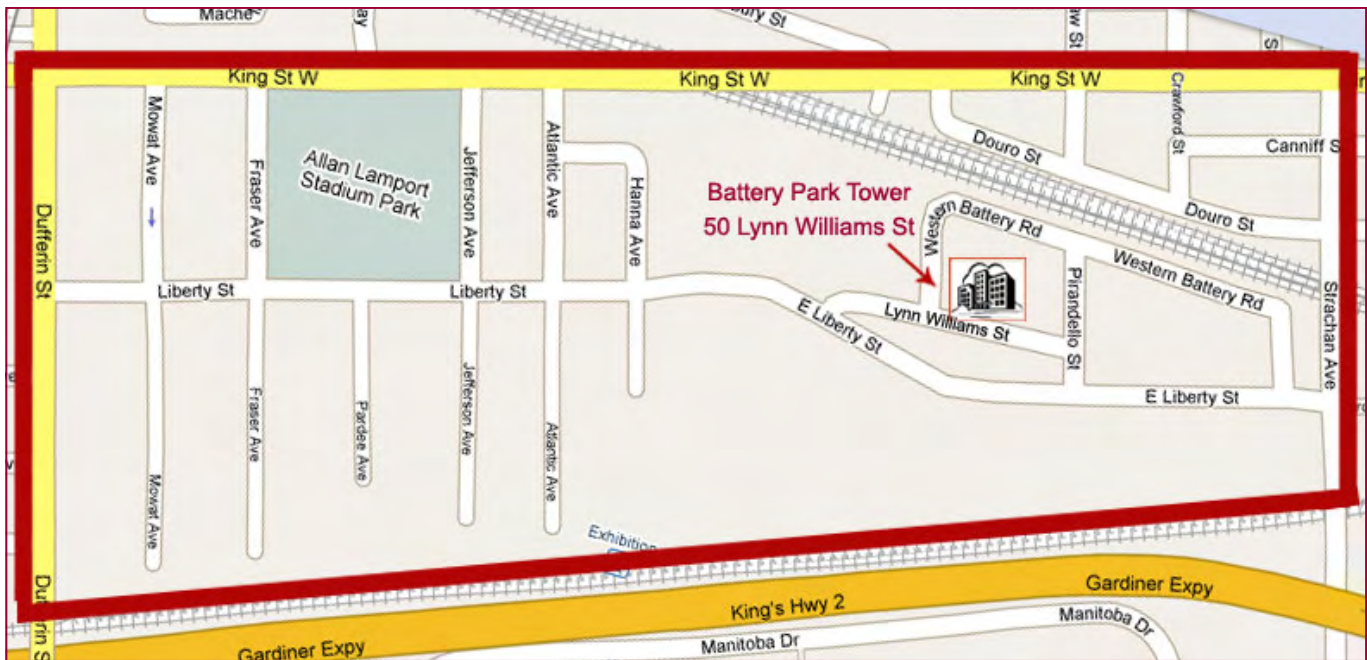 Mache
King St W
King St W
King St W
Mowat Ave
Fraser Ave
Allan Lamport
Stadium Park
Jefferson Ave
Atlantic Ave
Hanna Ave
Crawford St
Douro St
Canniff S
Battery Park Tower
50 Lynn Williams St
Western Battery Rd
Douro St
Western Battery Rd
Pirandello St
Strachan Ave
Dufferin St
Liberty St
Liberty St
E Liberty St
Lynn Williams St
E Liberty St
Fraser Ave
Pardee Ave
Jefferson Ave
Atlantic Ave
Mowat Ave
Exhibition
Gardiner Expy
King's Hwy 2
Gardiner Expy
Manitoba Dr
Manitoba Dr